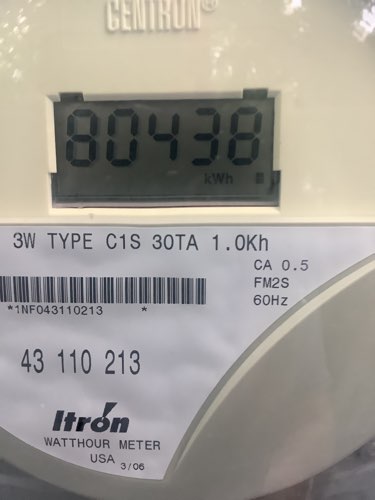 CENTRON
80438
kWh
3W TYPE C1S 30TA 1.0Kh
CA 0.5
FM2S
60Hz
*1NF043110213 *
43 110 213
Itron
WATTHOUR METER
USA 3/06